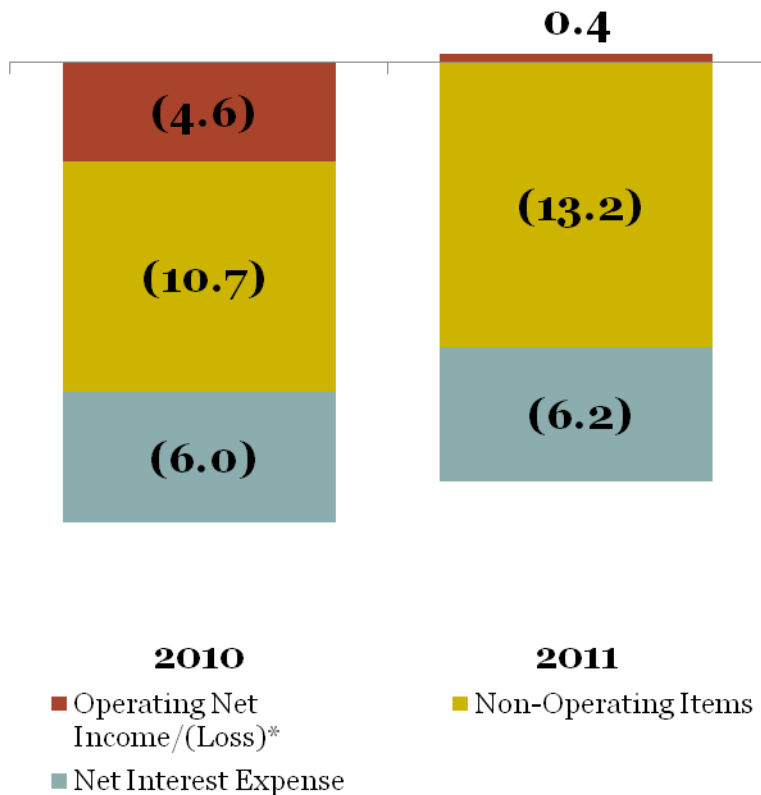 0.4
(4.6)
(13.2)
(10.7)
(6.2)
(6.0)
2010
2011
Operating Net
Income/(Loss)*
Non-Operating Items
Net Interest Expense